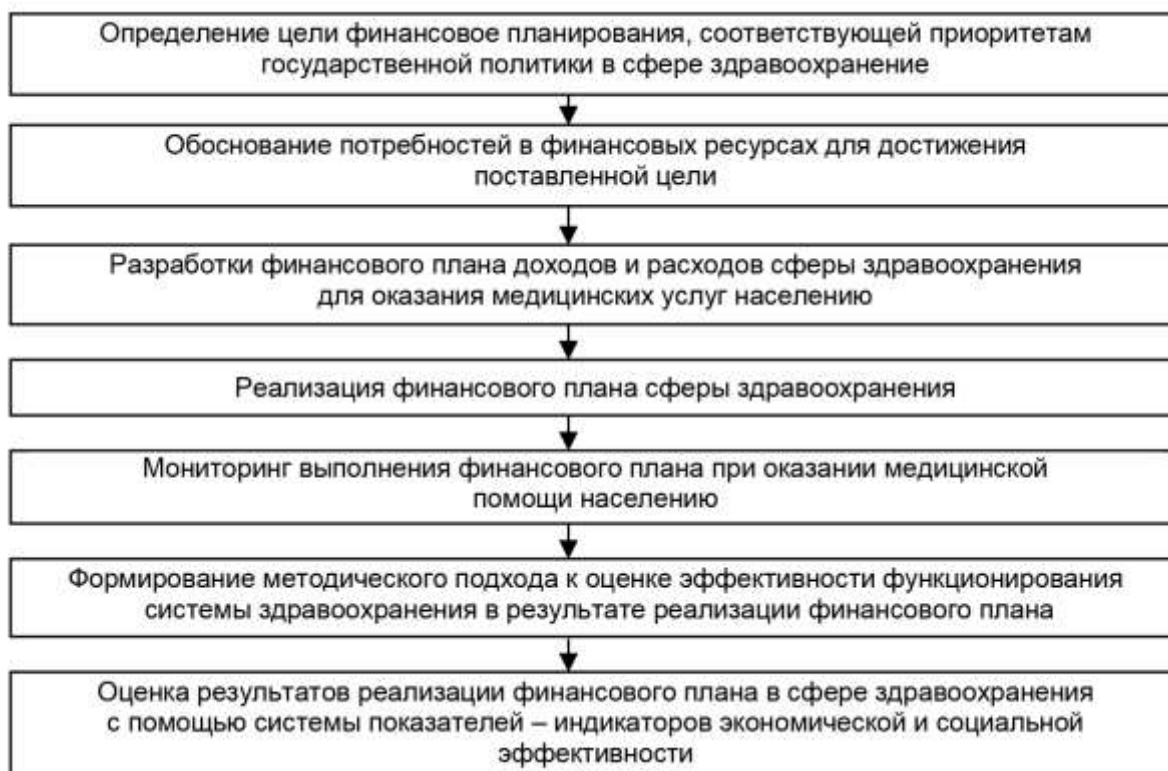 Определение цели финансовое планирования, соответствующей приоритетам
государственной политики в сфере здравоохранение
Обоснование потребностей в финансовых ресурсах для достижения
поставленной цели
Разработки финансового плана доходов и расходов сферы здравоохранения
для оказания медицинских услуг населению
Реализация финансового плана сферы здравоохранения
Мониторинг выполнения финансового плана при оказании медицинской
помощи населению
Формирование методического подхода к оценке эффективности функционирования
системы здравоохранения в результате реализации финансового плана
Оценка результатов реализации финансового плана в сфере здравоохранения
с помощью системы показателей – индикаторов экономической и социальной
эффективности